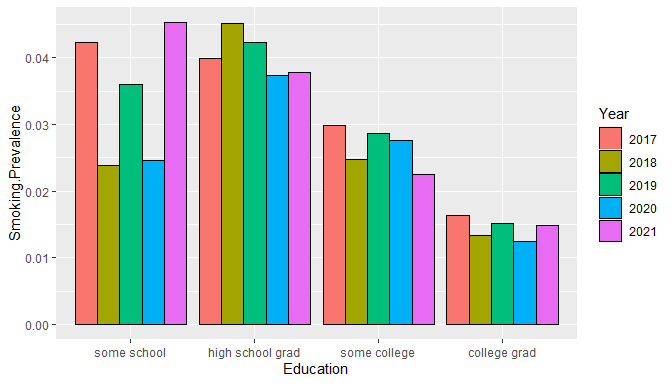 Smoking.Prevalence
0.04
0.03
0.02
0.01
0.00
some school
high school grad
some college
college grad
Education
Year
2017
2018
2019
2020
2021